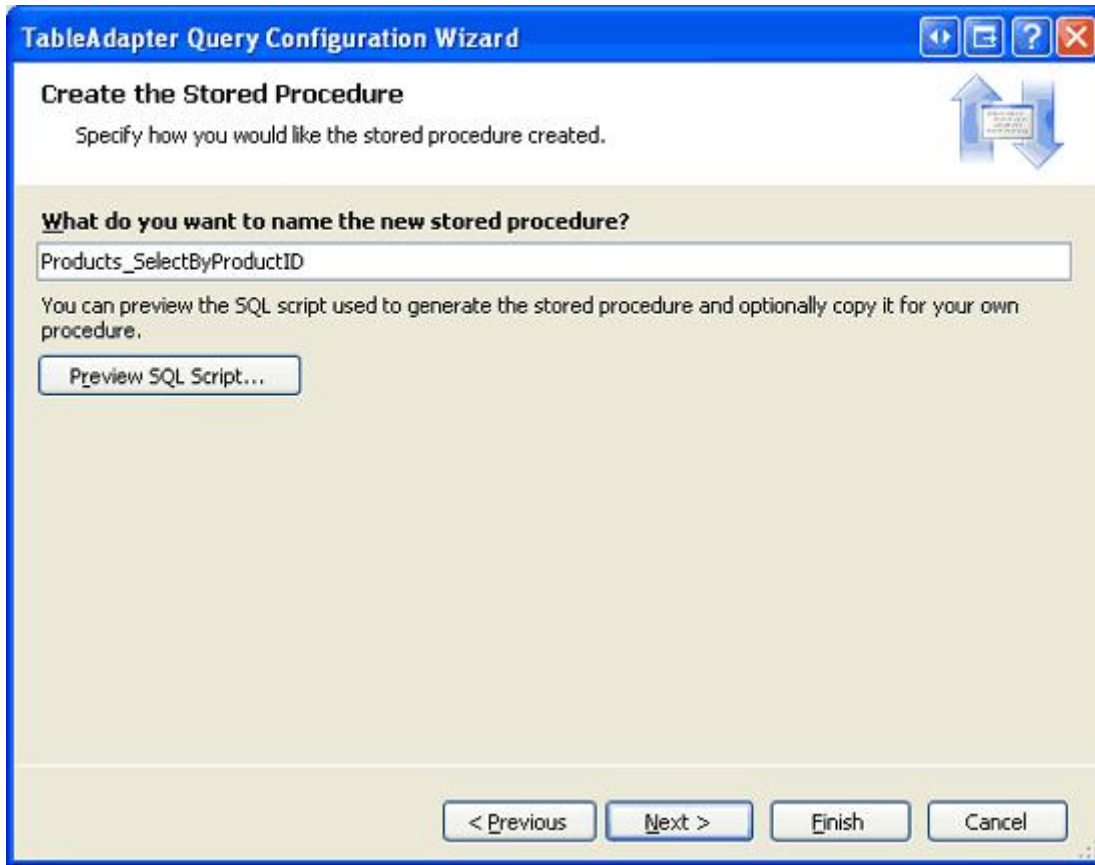 TableAdapter Query Configuration Wizard
?
Create the Stored Procedure
Specify how you would like the stored procedure created.
What do you want to name the new stored procedure?
Products_SelectByProductID
You can preview the SQL script used to generate the stored procedure and optionally copy it for your own
procedure.
Preview SQL Script...
< Previous
Next >
Finish
Cancel